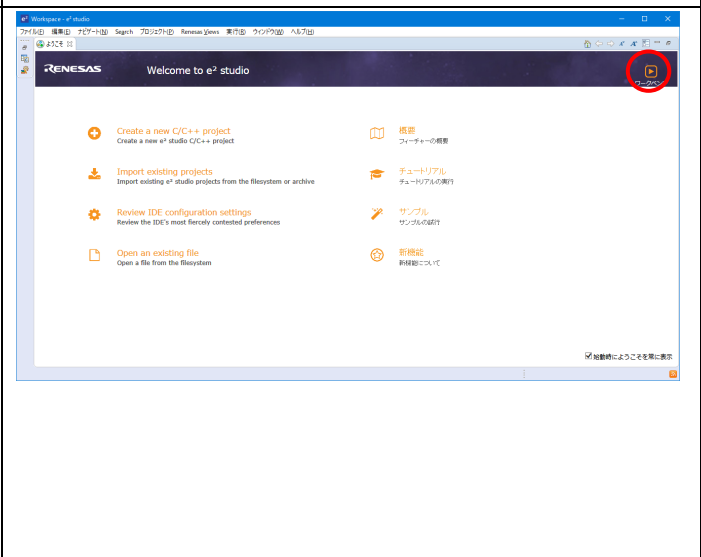 Workspace - e² studio
ファイル(F) 編集(E) ナビゲート(N) Search プロジェクト(P) Renesas Views 実行(R) ウィンドウ(W) ヘルプ(H)
ようこそ
RENESAS
Welcome to e² studio
ワークベンチ
Create a new C/C++ project
Create a new e² studio C/C++ project
概要
フィーチャーの概要
Import existing projects
Import existing e² studio projects from the filesystem or archive
チュートリアル
チュートリアルの実行
Review IDE configuration settings
Review the IDE's most fiercely contested preferences
サンプル
サンプルの試行
Open an existing file
Open a file from the filesystem
新機能
新機能について
始動時にようこそを常に表示